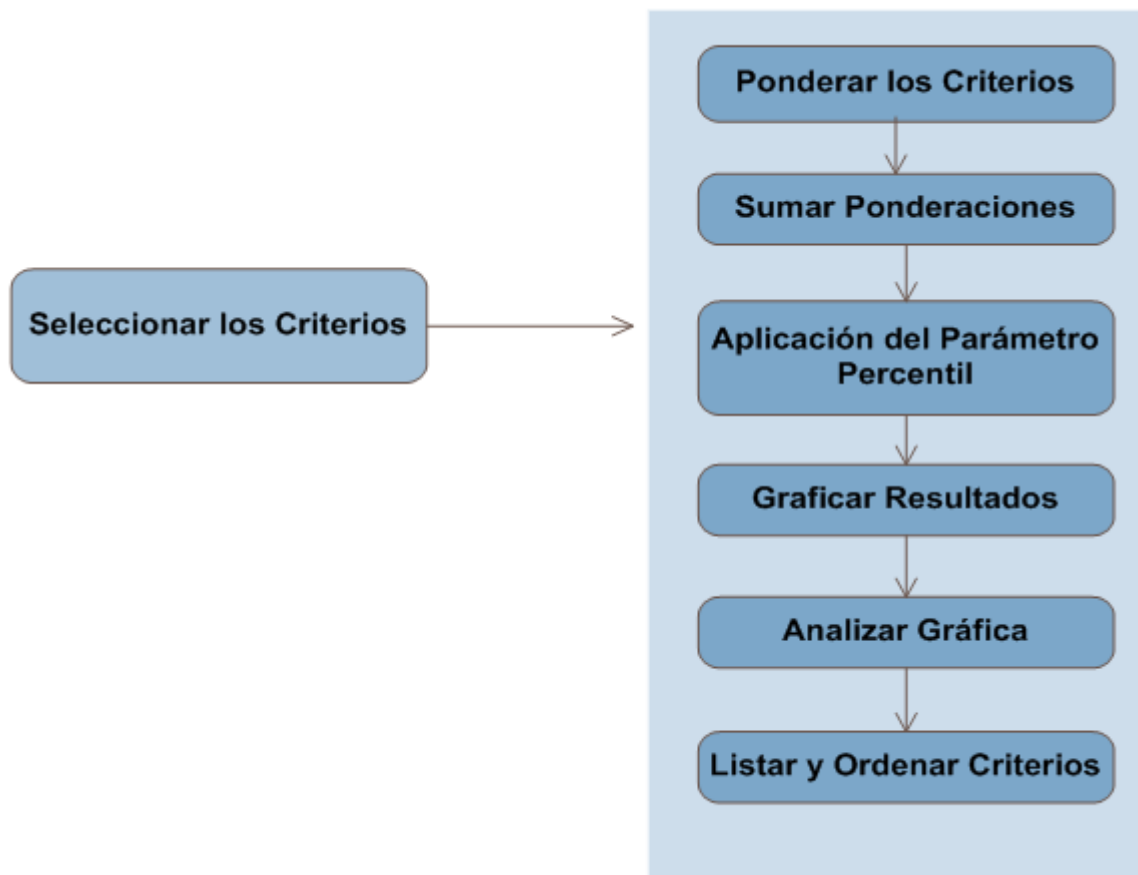 Seleccionar los Criterios
Ponderar los Criterios
Sumar Ponderaciones
Aplicación del Parámetro
Percentil
Graficar Resultados
Analizar Gráfica
Listar y Ordenar Criterios